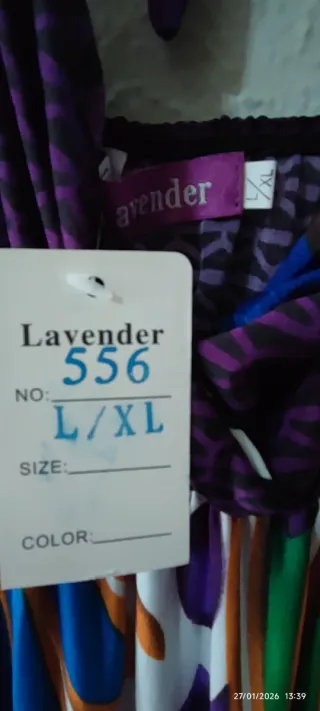 avender
L/XL
Lavender
556
NO:
L/XL
SIZE:
COLOR:
27/01/2026 13:39